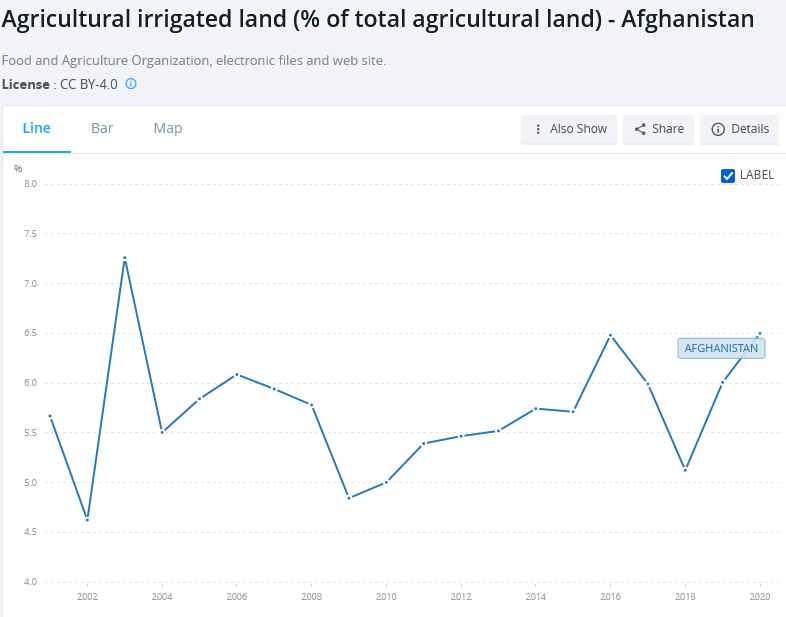 Agricultural irrigated land (% of total agricultural land) - Afghanistan
Food and Agriculture Organization, electronic files and web site.
License : CC BY-4.0
Line Bar Map Also Show Share Details
%
LABEL
8.0
7.5
7.0
6.5
AFGHANISTAN
6.0
5.5
5.0
4.5
4.0
2002 2004 2006 2008 2010 2012 2014 2016 2018 2020